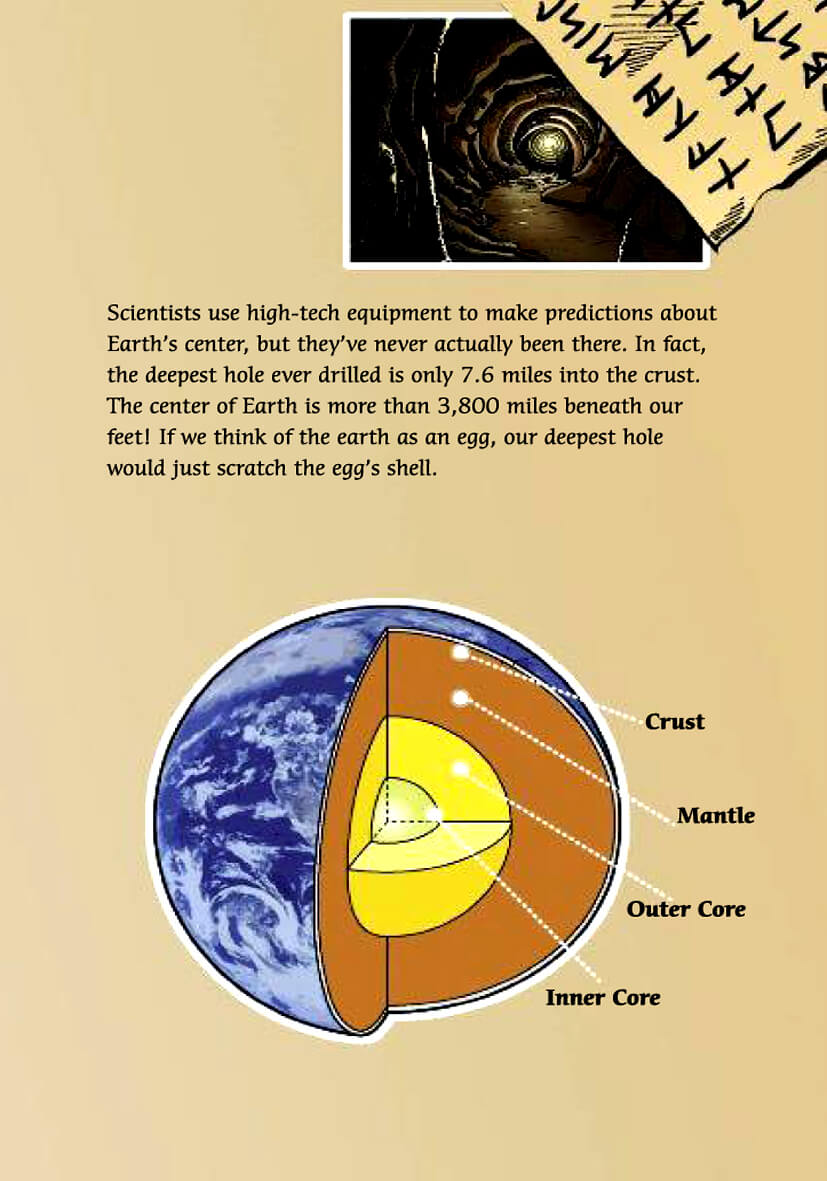 Scientists use high-tech equipment to make predictions about
Earth's center, but they've never actually been there. In fact,
the deepest hole ever drilled is only 7.6 miles into the crust.
The center of Earth is more than 3,800 miles beneath our
feet! If we think of the earth as an egg, our deepest hole
would just scratch the egg's shell.
Crust
Mantle
Outer Core
Inner Core